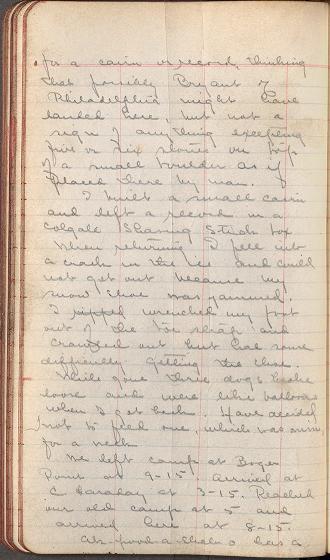 for a cairn or record, thinking
that possibly Bryant of
Philadelphia might have
landed here, but not a
sign of anything excepting
five or six stones on top
of a small boulder as if
placed there by man.
I built a small cairn
and left a record in a
Colgate Shaving Stick box
When returning I fell into
a crack in the ice and could
not get out because my
snow shoe was jammed.
I wrenched my foot
out of the toe strap and
crawled out but had some
difficulty getting the shoe.
While gone three dogs broke
loose and were like balloons
when I got back. Have decided
not to feed one, which was mine
for a week.
We left camp at
Point at 9-15. Arrived at
C Faraday at 3-15. Reached
our old camp at 5 and
arrived here at 8-15.
has a